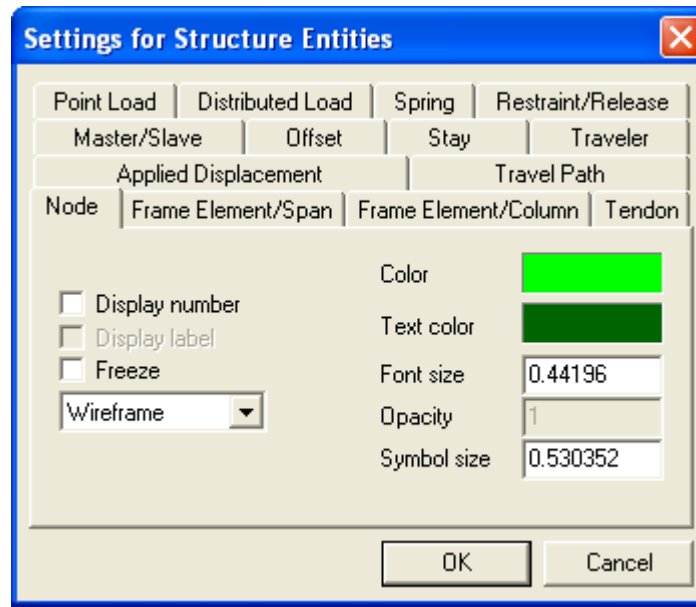 Settings for Structure Entities
Point Load Distributed Load Spring Restraint/Release
Master/Slave Offset Stay Traveler
Applied Displacement Travel Path
Node Frame Element/Span Frame Element/Column Tendon
Color
Display number
Text color
Display label
Freeze
Font size 0.44196
Wireframe
Opacity 1
Symbol size 0.530352
OK Cancel